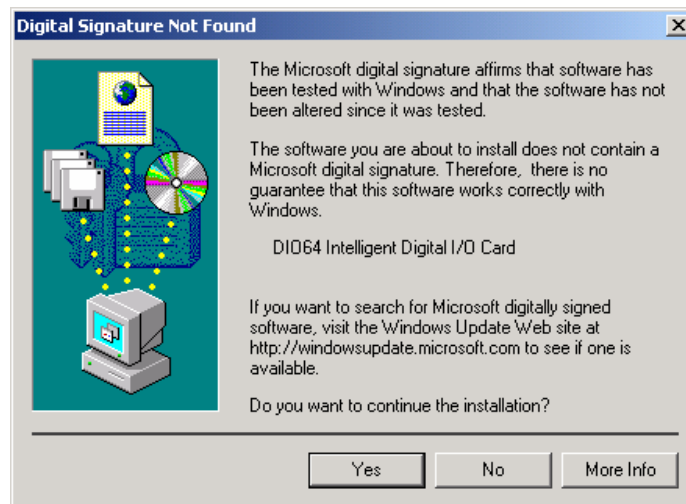 Digital Signature Not Found
The Microsoft digital signature affirms that software has
been tested with Windows and that the software has not
been altered since it was tested.
The software you are about to install does not contain a
Microsoft digital signature. Therefore, there is no
guarantee that this software works correctly with
Windows.
DIO64 Intelligent Digital I/O Card
If you want to search for Microsoft digitally signed
software, visit the Windows Update Web site at
http://windowsupdate.microsoft.com to see if one is
available.
Do you want to continue the installation?
Yes
No
More Info